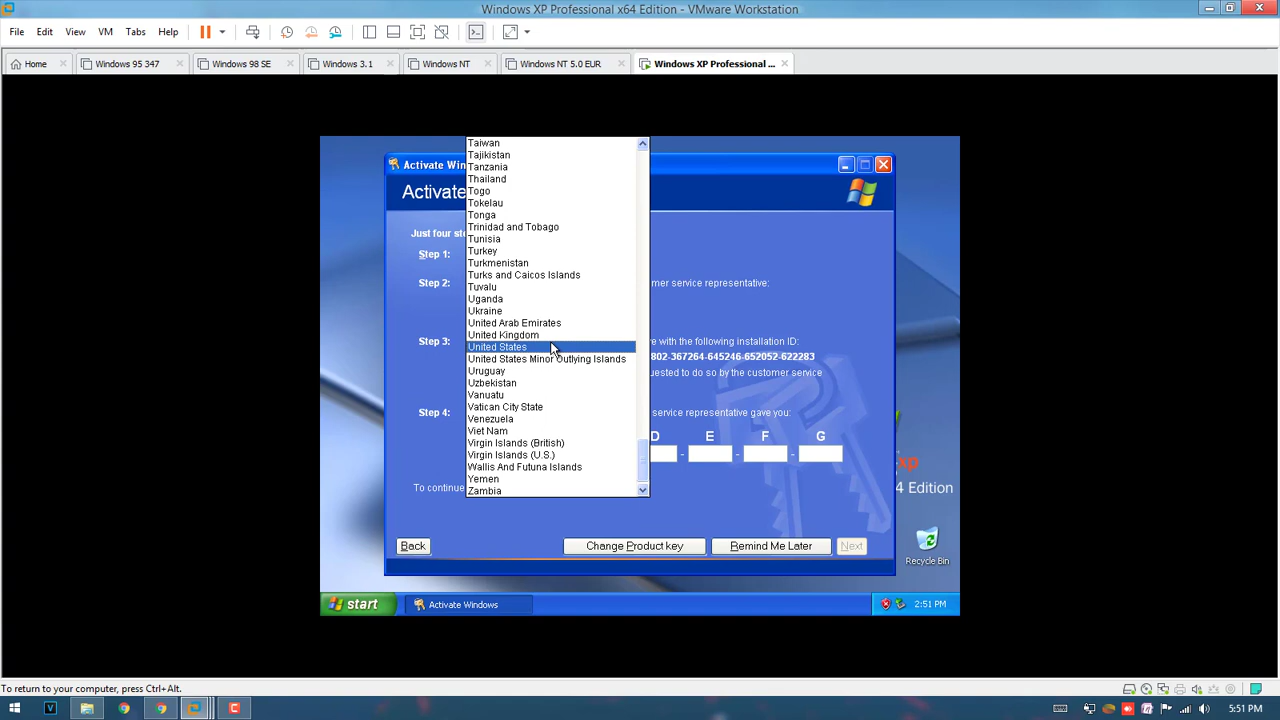 Windows XP Professional x64 Edition - VMware Workstation
File Edit View VM Tabs Help
Home Windows 95 347 Windows 98 SE Windows 3.1 Windows NT Windows NT 5.0 EUR Windows XP Professional ...
Activate Win
Activate
Just four ste
Step 1:
Step 2:
mer service representative:
Step 3:
e with the following installation ID:
802-367264-645246-652052-622283
uested to do so by the customer service
Step 4:
service representative gave you:
D E F G
- - -
To continue
Taiwan
Tajikistan
Tanzania
Thailand
Togo
Tokelau
Tonga
Trinidad and Tobago
Tunisia
Turkey
Turkmenistan
Turks and Caicos Islands
Tuvalu
Uganda
Ukraine
United Arab Emirates
United Kingdom
United States
United States Minor Outlying Islands
Uruguay
Uzbekistan
Vanuatu
Vatican City State
Venezuela
Viet Nam
Virgin Islands (British)
Virgin Islands (U.S.)
Wallis And Futuna Islands
Yemen
Zambia
Back Change Product key Remind Me Later Next
xp
4 Edition
Recycle Bin
start Activate Windows 2:51 PM
To return to your computer, press Ctrl+Alt.
5:51 PM